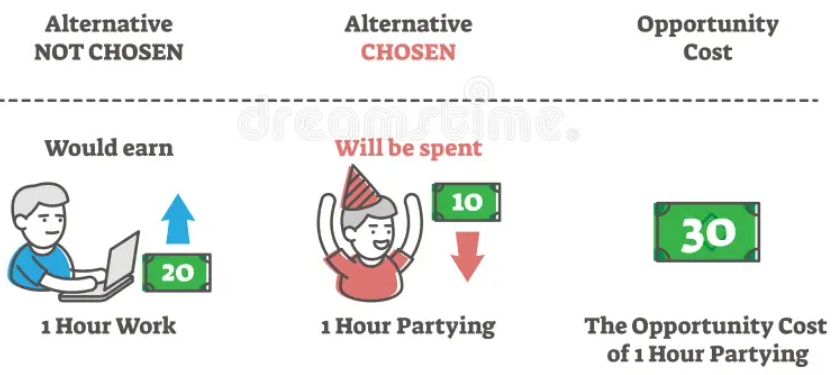 Alternative
NOT CHOSEN
Alternative
CHOSEN
Opportunity
Cost
dreamstime.
Would earn
Will be spent
10
20
30
1 Hour Work
1 Hour Partying
The Opportunity Cost
of 1 Hour Partying